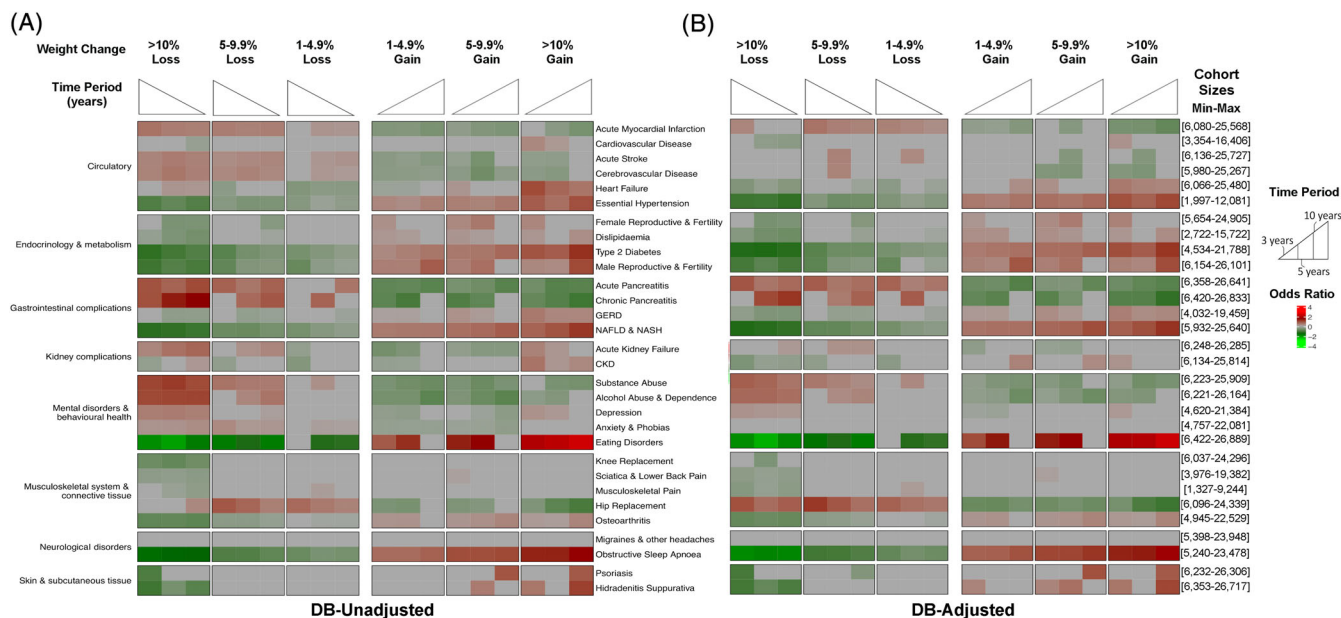 (A)
Weight Change
>10% Loss
5-9.9% Loss
1-4.9% Loss
1-4.9% Gain
5-9.9% Gain
>10% Gain
Time Period (years)
Circulatory
Acute Myocardial Infarction
Cardiovascular Disease
Acute Stroke
Cerebrovascular Disease
Heart Failure
Essential Hypertension
Endocrinology & metabolism
Female Reproductive & Fertility
Dislipidaemia
Type 2 Diabetes
Male Reproductive & Fertility
Gastrointestinal complications
Acute Pancreatitis
Chronic Pancreatitis
GERD
NAFLD & NASH
Kidney complications
Acute Kidney Failure
CKD
Mental disorders &
behavioural health
Substance Abuse
Alcohol Abuse & Dependence
Depression
Anxiety & Phobias
Eating Disorders
Musculoskeletal system &
connective tissue
Knee Replacement
Sciatica & Lower Back Pain
Musculoskeletal Pain
Hip Replacement
Osteoarthritis
Neurological disorders
Migraines & other headaches
Obstructive Sleep Apnoea
Skin & subcutaneous tissue
Psoriasis
Hidradenitis Suppurativa
DB-Unadjusted
(B)
>10% Loss
5-9.9% Loss
1-4.9% Loss
1-4.9% Gain
5-9.9% Gain
>10% Gain
Cohort
Sizes
Min-Max
[6,080-25,568]
[3,354-16,406]
[6,136-25,727]
[5,980-25,267]
[6,066-25,480]
[1,997-12,081]
[5,654-24,905]
[2,722-15,722]
[4,534-21,788]
[6,154-26,101]
[6,358-26,641]
[6,420-26,833]
[4,032-19,459]
[5,932-25,640]
[6,248-26,285]
[6,134-25,814]
[6,223-25,909]
[6,221-26,164]
[4,620-21,384]
[4,757-22,081]
[6,422-26,889]
[6,037-24,296]
[3,976-19,382]
[1,327-9,244]
[6,096-24,339]
[4,945-22,529]
[5,398-23,948]
[5,240-23,478]
[6,232-26,306]
[6,353-26,717]
DB-Adjusted
Time Period
10 years
3 years
5 years
Odds Ratio
4
2
0
-2
-4